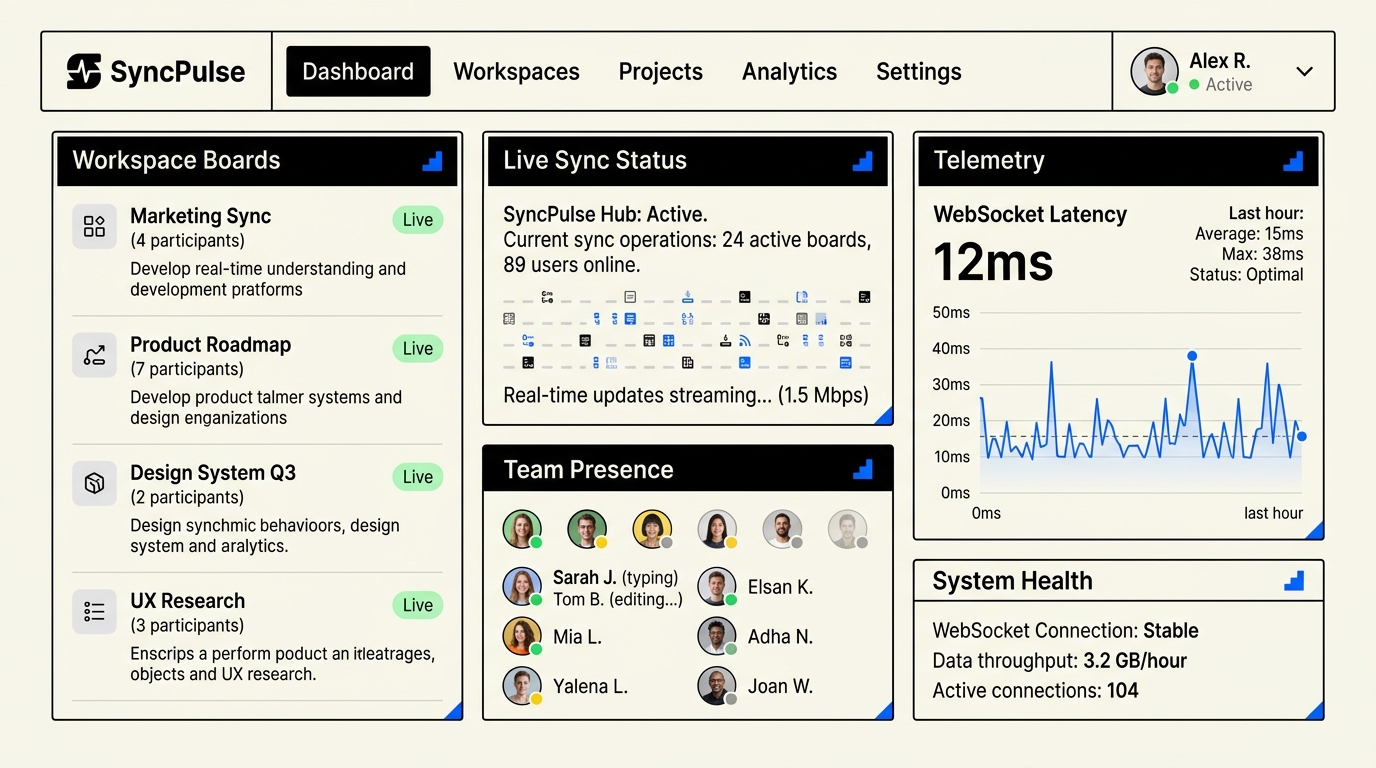 SyncPulse
Dashboard
Workspaces
Projects
Analytics
Settings
Alex R.
Active
Workspace Boards
Marketing Sync
Live
(4 participants)
Develop real-time understanding and
development pratforms
Product Roadmap
Live
(7 participants)
Develop product talmer systems and
design enganizations
Design System Q3
Live
(2 participants)
Design synchmic behavioors, design
system and aralytics.
UX Research
Live
(3 participants)
Enscrips a perform poduct an itleatrages,
objects and UX research.
Live Sync Status
SyncPulse Hub: Active.
Current sync operations: 24 active boards,
89 users online.
Real-time updates streaming... (1.5 Mbps)
Team Presence
Sarah J. (typing)
Tom B. (editing...)
Elsan K.
Mia L.
Adha N.
Yalena L.
Joan W.
Telemetry
WebSocket Latency
12ms
Last hour:
Average: 15ms
Max: 38ms
Status: Optimal
50ms
40ms
30ms
20ms
10ms
0ms
0ms
last hour
System Health
WebSocket Connection: Stable
Data throughput: 3.2 GB/hour
Active connections: 104